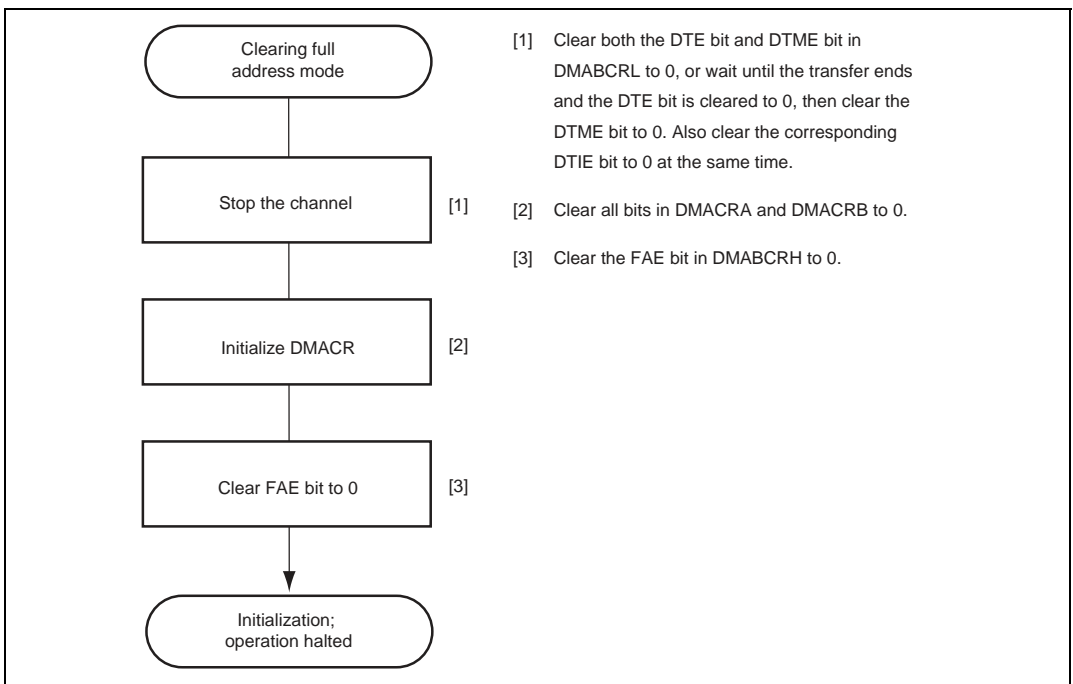 Clearing full
address mode
Stop the channel
[1]
Initialize DMACR
[2]
Clear FAE bit to 0
[3]
Initialization;
operation halted
[1] Clear both the DTE bit and DTME bit in
DMABCRL to 0, or wait until the transfer ends
and the DTE bit is cleared to 0, then clear the
DTME bit to 0. Also clear the corresponding
DTIE bit to 0 at the same time.
[2] Clear all bits in DMACRA and DMACRB to 0.
[3] Clear the FAE bit in DMABCRH to 0.